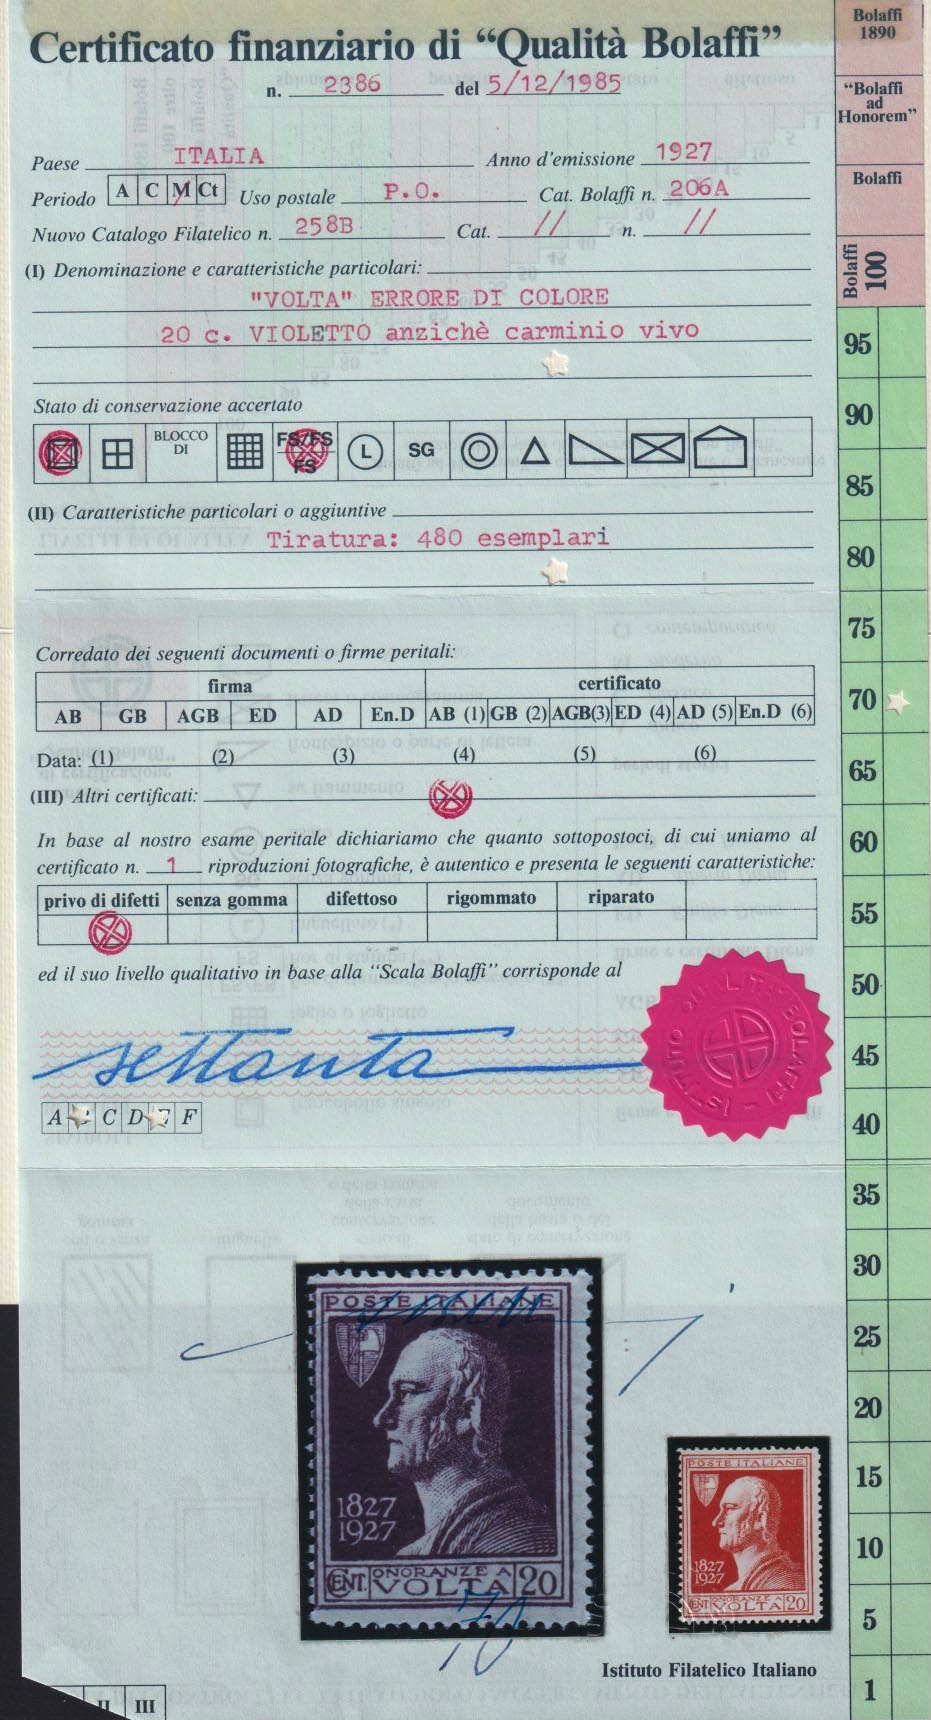 Certificato finanziario di “Qualità Bolaffi”
n. 2386 del 5/12/1985
Paese ITALIA Anno d'emissione 1927
Periodo A C M Ct Uso postale P.O. Cat. Bolaffi n. 206A
Nuovo Catalogo Filatelico n. 258B Cat. // n. //
(I) Denominazione e caratteristiche particolari:
"VOLTA" ERRORE DI COLORE
20 c. VIOLETTO anzichè carminio vivo
Stato di conservazione accertato
BLOCCO
DI
FS/FS
FS
L
SG
(II) Caratteristiche particolari o aggiuntive
Tiratura: 480 esemplari
Corredato dei seguenti documenti o firme peritali:
firma certificato
AB GB AGB ED AD En.D AB (1) GB (2) AGB(3) ED (4) AD (5) En.D (6)
Data: (1) (2) (3) (4) (5) (6)
(III) Altri certificati:
In base al nostro esame peritale dichiariamo che quanto sottopostoci, di cui uniamo al
certificato n. 1 riproduzioni fotografiche, è autentico e presenta le seguenti caratteristiche:
privo di difetti senza gomma difettoso rigommato riparato
ed il suo livello qualitativo in base alla “Scala Bolaffi” corrisponde al
settanta
ISTITUTO QUALITA' BOLAFFI
A C D F
POSTE ITALIANE
1827
1927
CENT. ONORANZE A
VOLTA 20
70
POSTE ITALIANE
1827
1927
CENT. ONORANZE A
VOLTA 20
Istituto Filatelico Italiano
II III
Bolaffi
1890
“Bolaffi
ad
Honorem”
Bolaffi
Bolaffi
100
95
90
85
80
75
70
65
60
55
50
45
40
35
30
25
20
15
10
5
1